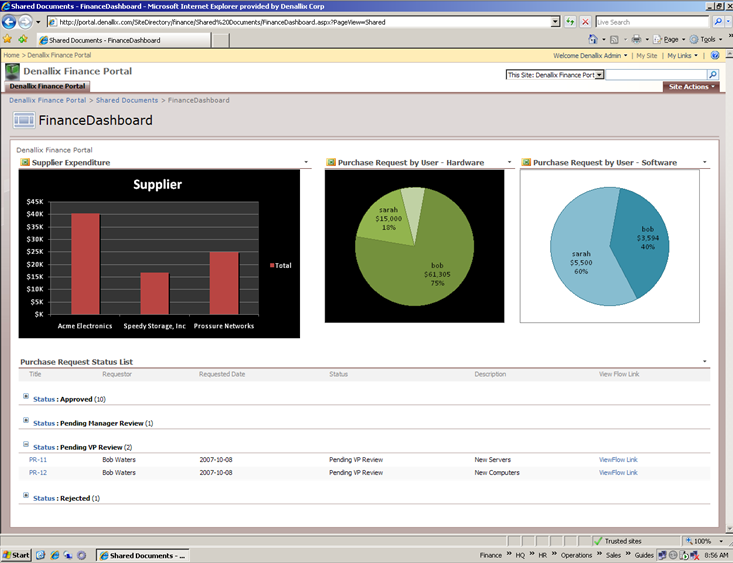 Shared Documents - FinanceDashboard - Microsoft Internet Explorer provided by Denallix Corp
http://portal.denallix.com/SiteDirectory/finance/Shared%20Documents/FinanceDashboard.aspx?PageView=Shared
Live Search
Shared Documents - FinanceDashboard
Page
Tools
Home > Denallix Portal
Welcome Denallix Admin
My Site
My Links
Denallix Finance Portal
This Site: Denallix Finance Port
Denallix Finance Portal
Site Actions
Denallix Finance Portal > Shared Documents > FinanceDashboard
FinanceDashboard
Denallix Finance Portal
Supplier Expenditure
Supplier
$45K
$40K
$35K
$30K
$25K
$20K
$15K
$10K
$5K
$K
Acme Electronics
Speedy Storage, Inc
Prossure Networks
Total
Purchase Request by User - Hardware
sarah
$15,000
18%
bob
$61,305
75%
Purchase Request by User - Software
bob
$3,594
40%
sarah
$5,500
60%
Purchase Request Status List
Title Requestor Requested Date Status Description View Flow Link
Status : Approved (10)
Status : Pending Manager Review (1)
Status : Pending VP Review (2)
PR-11 Bob Waters 2007-10-08 Pending VP Review New Servers ViewFlow Link
PR-12 Bob Waters 2007-10-08 Pending VP Review New Computers ViewFlow Link
Status : Rejected (1)
Trusted sites
100%
Start
Shared Documents - ...
Finance » HQ » HR » Operations » Sales » Guides
8:56 AM